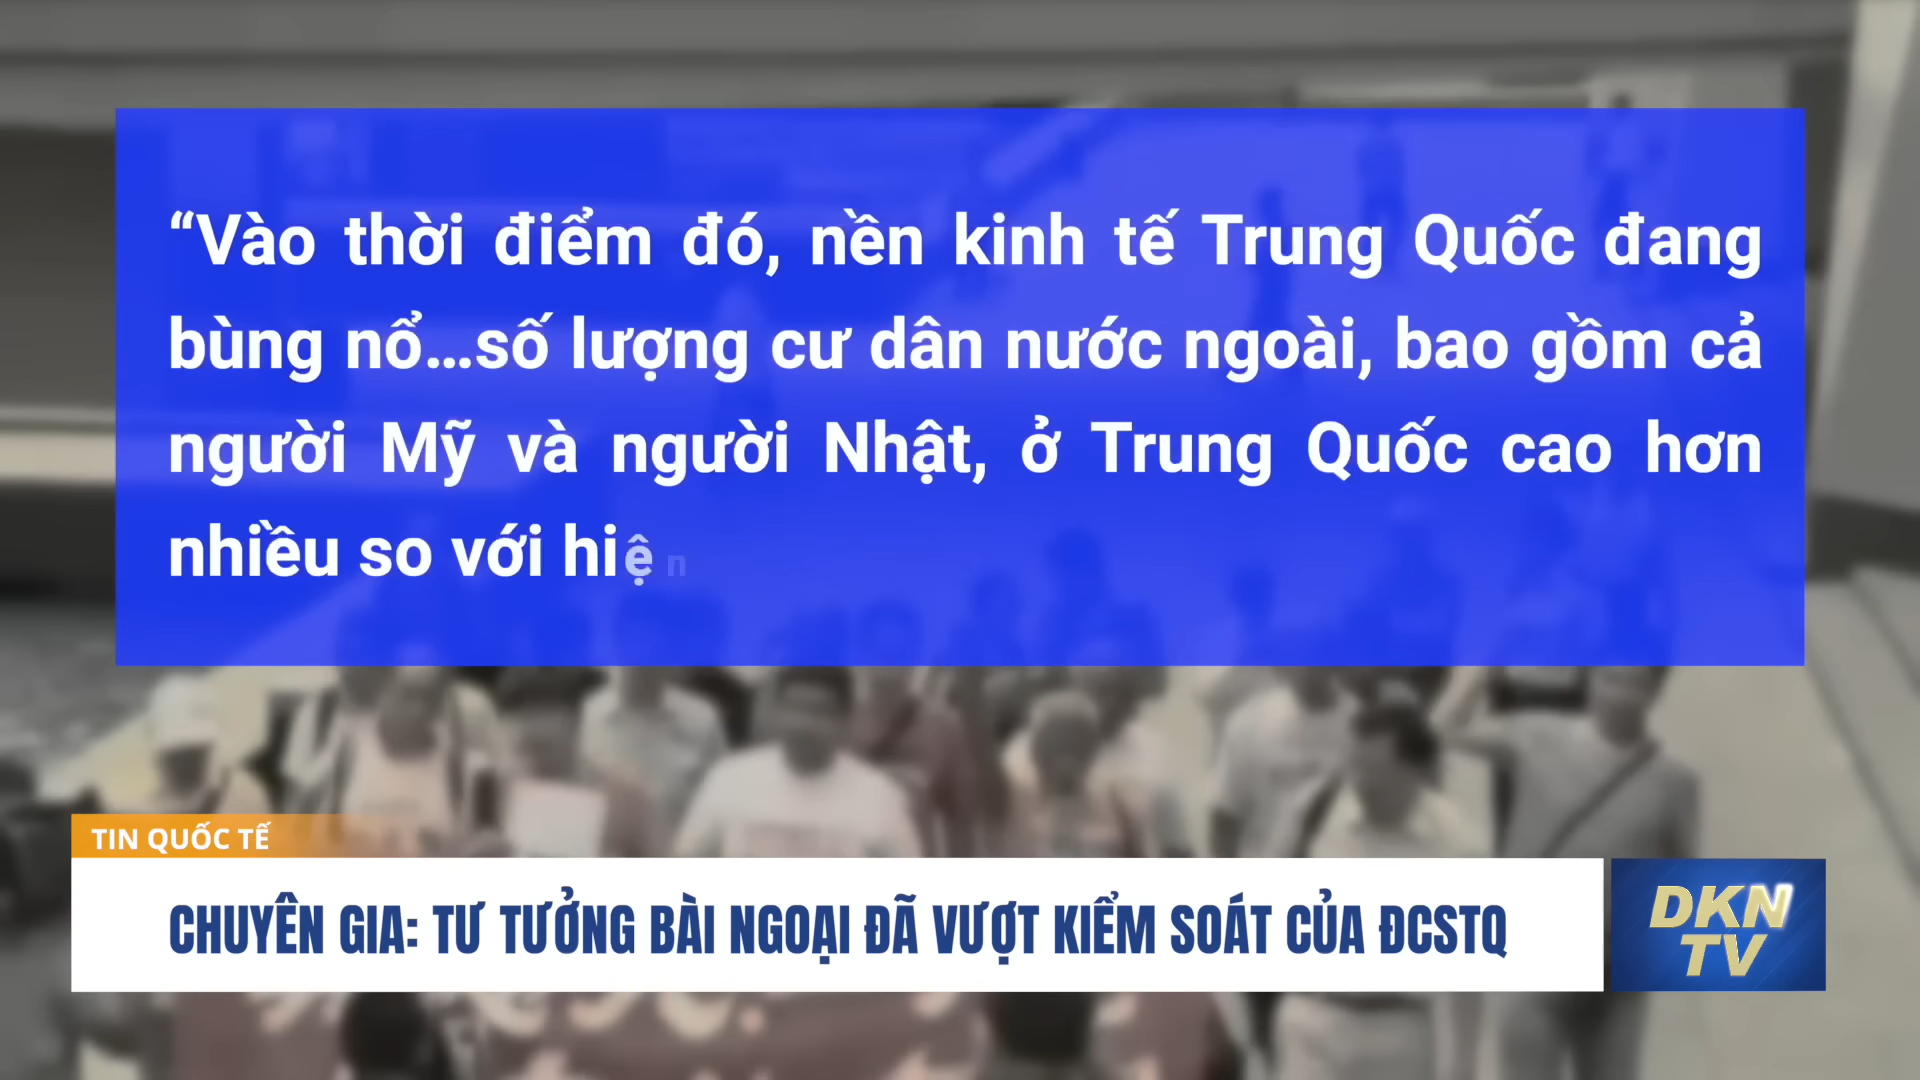 “Vào thời điểm đó, nền kinh tế Trung Quốc đang
bùng nổ...số lượng cư dân nước ngoài, bao gồm cả
người Mỹ và người Nhật, ở Trung Quốc cao hơn
nhiều so với hiện
TIN QUỐC TẾ
CHUYÊN GIA: TƯ TƯỞNG BÀI NGOẠI ĐÃ VƯỢT KIỂM SOÁT CỦA ĐCSTQ
DKN
TV